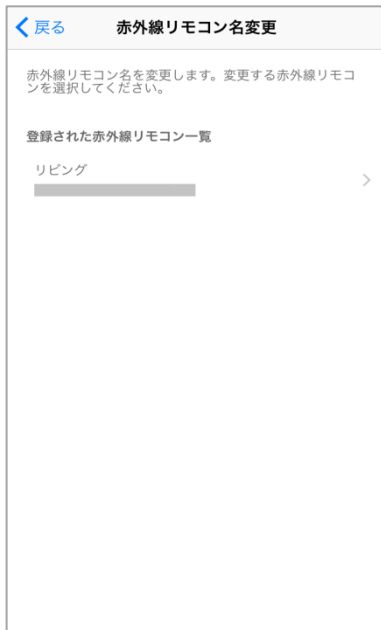 戻る 赤外線リモコン名変更
赤外線リモコン名を変更します。変更する赤外線リモコ
ンを選択してください。
登録された赤外線リモコン一覧
リビング